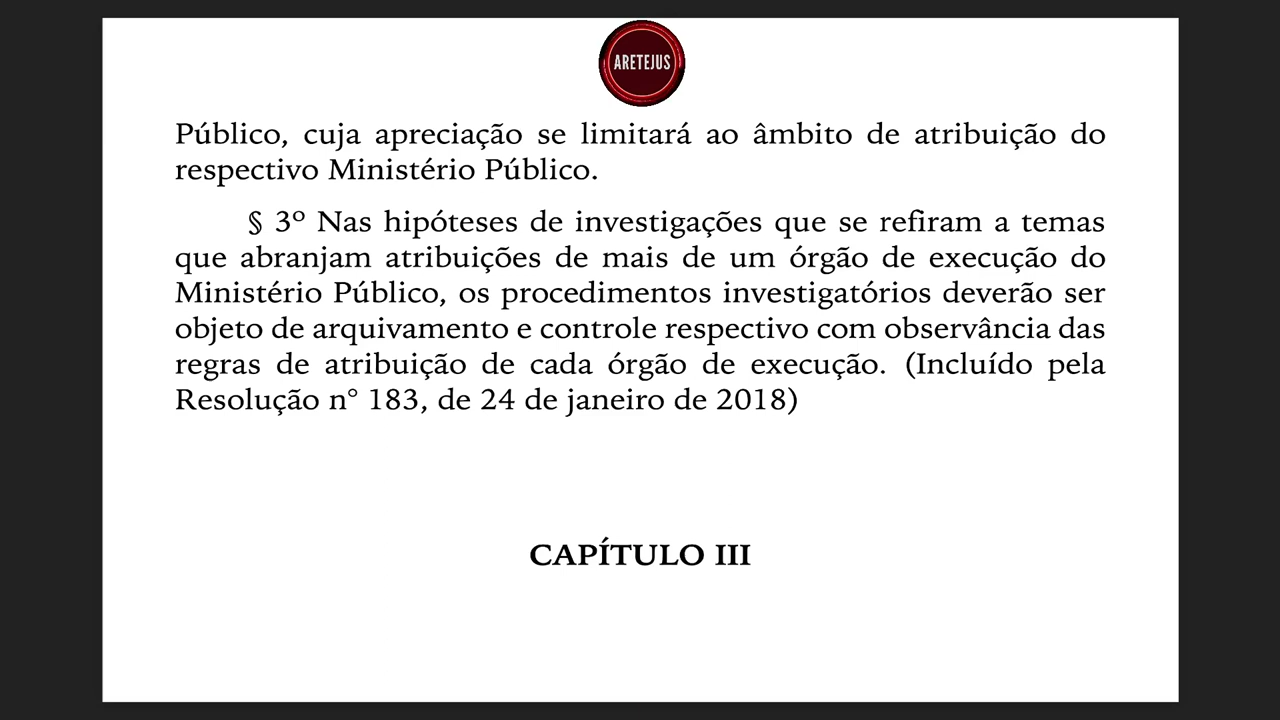 ARETEJUS
Público, cuja apreciação se limitará ao âmbito de atribuição do
respectivo Ministério Público.
§ 3º Nas hipóteses de investigações que se refiram a temas
que abranjam atribuições de mais de um órgão de execução do
Ministério Público, os procedimentos investigatórios deverão ser
objeto de arquivamento e controle respectivo com observância das
regras de atribuição de cada órgão de execução. (Incluído pela
Resolução n° 183, de 24 de janeiro de 2018)
CAPÍTULO III